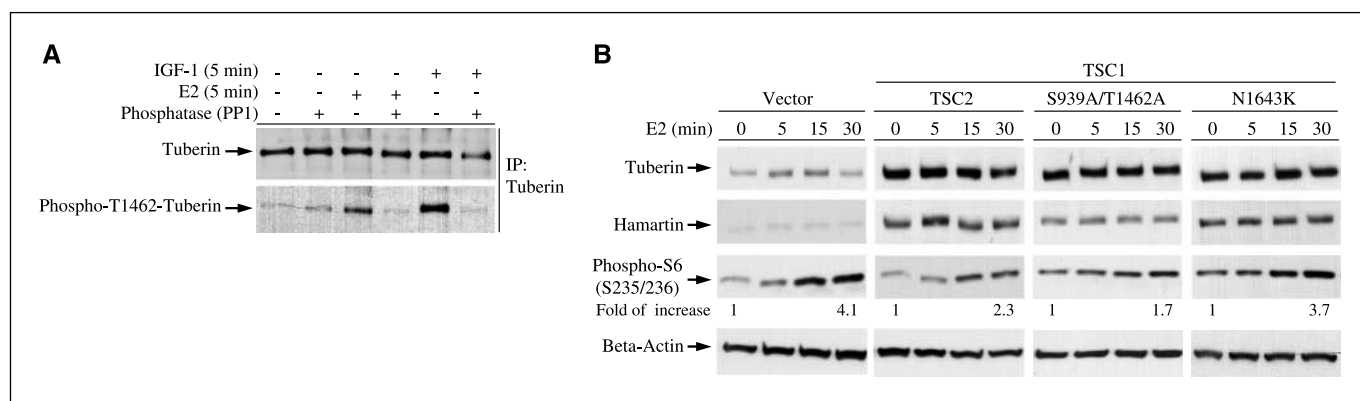 A
IGF-1 (5 min) - - - - + +
E2 (5 min) - - + + - -
Phosphatase (PP1) - + - + - +
Tuberin
Phospho-T1462-Tuberin
IP:
Tuberin
B
TSC1
Vector TSC2 S939A/T1462A N1643K
E2 (min) 0 5 15 30 0 5 15 30 0 5 15 30 0 5 15 30
Tuberin
Hamartin
Phospho-S6
(S235/236)
Fold of increase 1 4.1 1 2.3 1 1.7 1 3.7
Beta-Actin